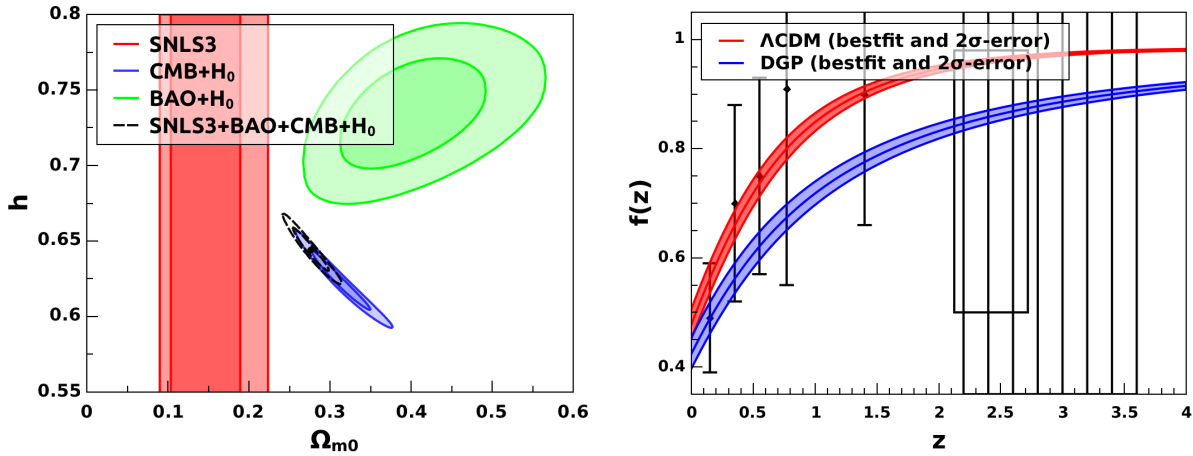 0.8
0.75
0.7
0.65
0.6
0.55
h
SNLS3
CMB+H₀
BAO+H₀
SNLS3+BAO+CMB+H₀
0 0.1 0.2 0.3 0.4 0.5 0.6
Ωm0
1
0.8
0.6
0.4
f(z)
ΛCDM (bestfit and 2σ-error)
DGP (bestfit and 2σ-error)
0 0.5 1 1.5 2 2.5 3 3.5 4
z